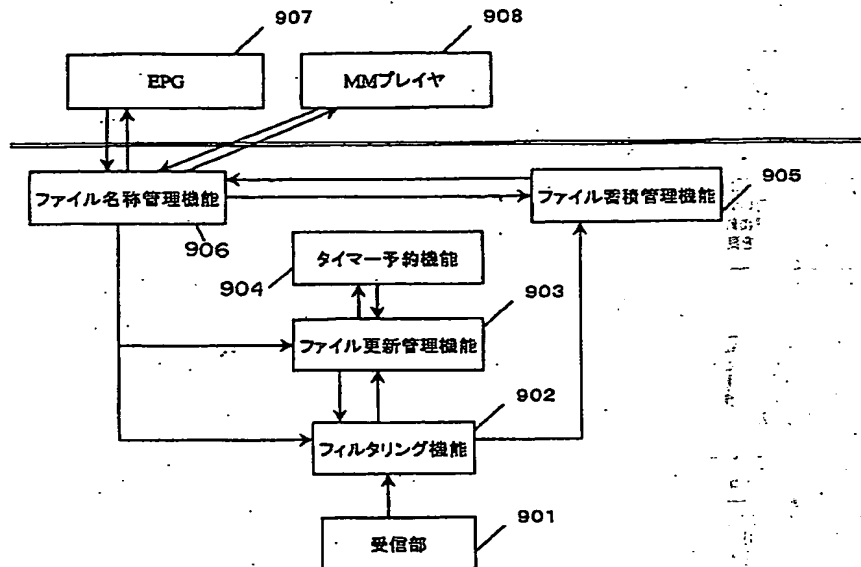 907
908
EPG
MMプレイヤ
ファイル名称管理機能
ファイル蓄積管理機能
905
906
タイマー予約機能
904
903
ファイル更新管理機能
902
フィルタリング機能
901
受信部